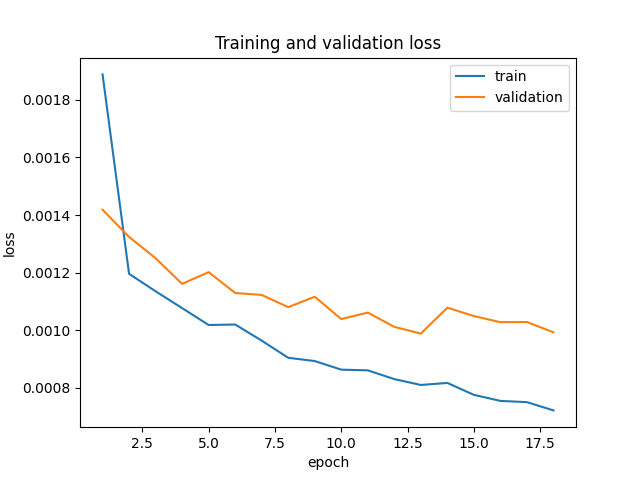 Training and validation loss
train
validation
0.0018
0.0016
0.0014
0.0012
0.0010
0.0008
loss
2.5 5.0 7.5 10.0 12.5 15.0 17.5
epoch